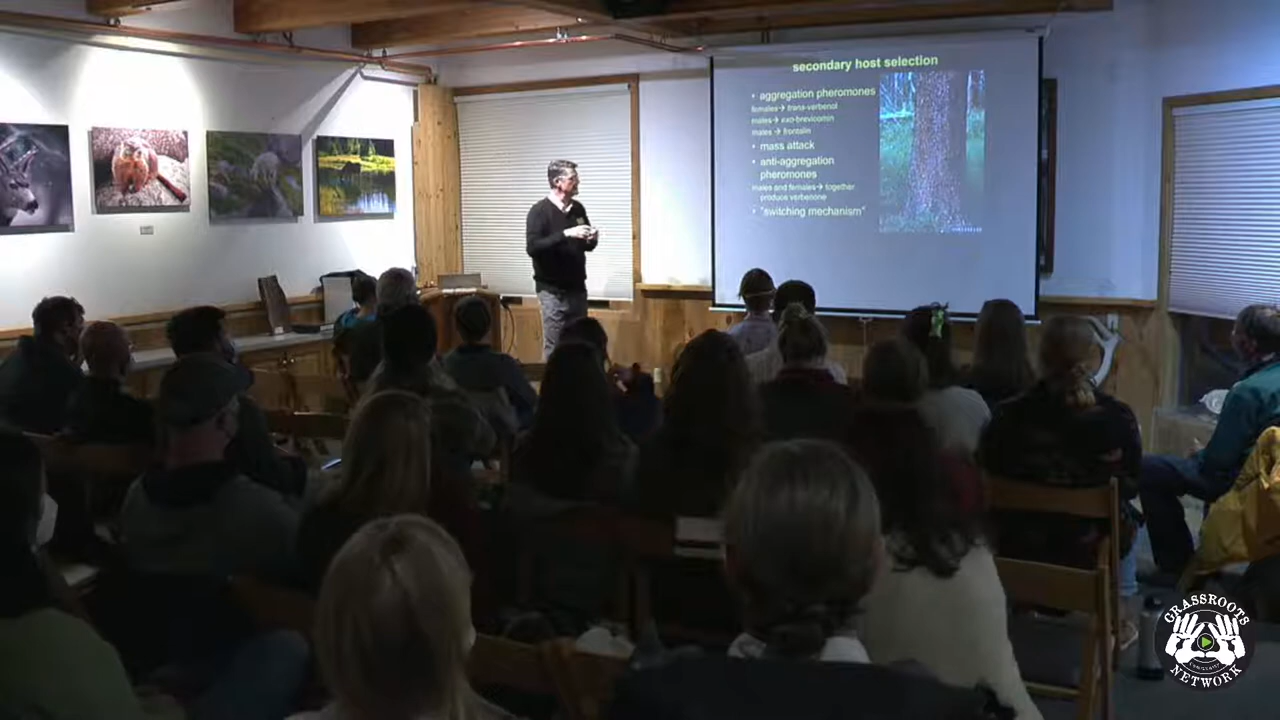 secondary host selection
• aggregation pheromones
females→ trans-verbenol
males→ exo-brevicomin
males → frontalin
• mass attack
• anti-aggregation
pheromones
males and females→ together
produce verbenone
• "switching mechanism"
GRASSROOTS
NETWORK